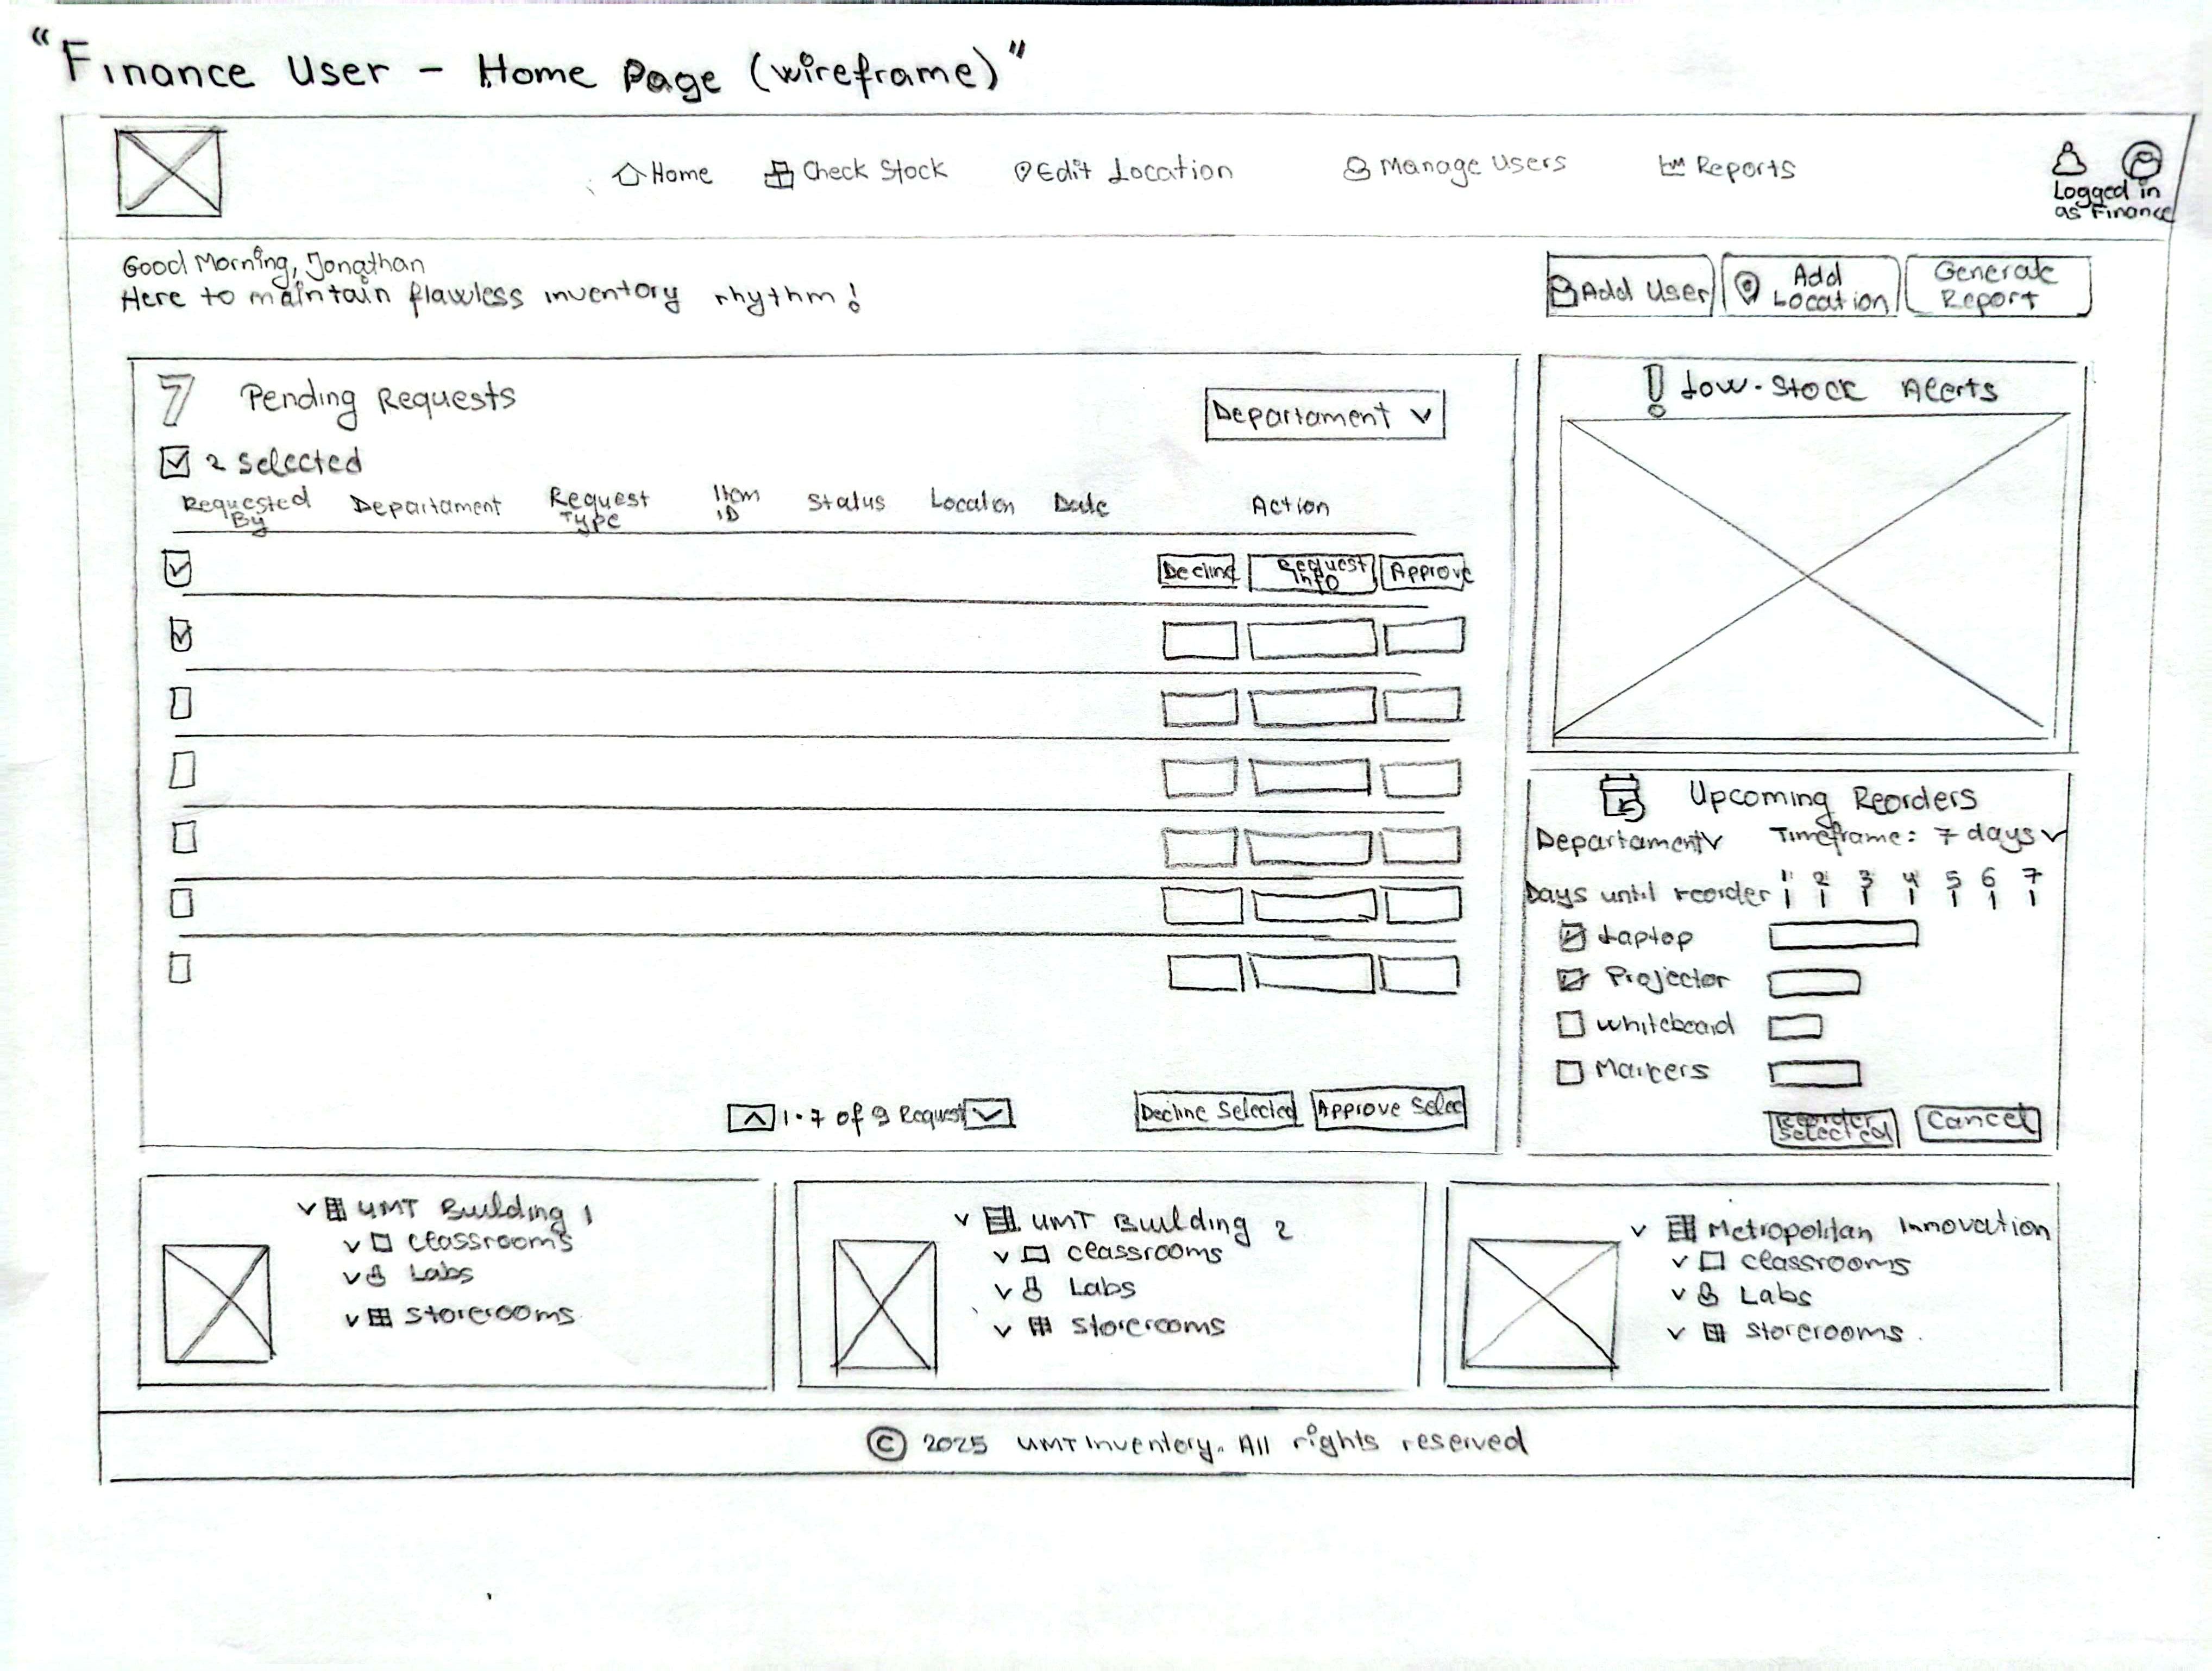 "Finance User - Home Page (wireframe)"
Home Check Stock Edit Location Manage Users Reports
Logged in
as Finance
Good Morning, Jonathan
Here to maintain flawless inventory rhythm!
Add User
Add
Location
Generate
Report
7 Pending Requests
Departament
2 selected
Requested
By
Departament
Request
Type
Item
ID
Status
Location
Date
Action
Decline
Request
Info
Approve
1-7 of 9 Request
Decline Selected
Approve Selec
! Low-Stock Alerts
Upcoming Reorders
Departament Timeframe: 7 days
Days until reorder 1 2 3 4 5 6 7
Laptop
Projector
Whiteboard
Markers
Reorder
Selected
Cancel
UMT Building 1
Classrooms
Labs
Storerooms
UMT Building 2
Classrooms
Labs
Storerooms
Metropolitan Innovation
Classrooms
Labs
Storerooms
© 2025 UMT Inventory. All rights reserved